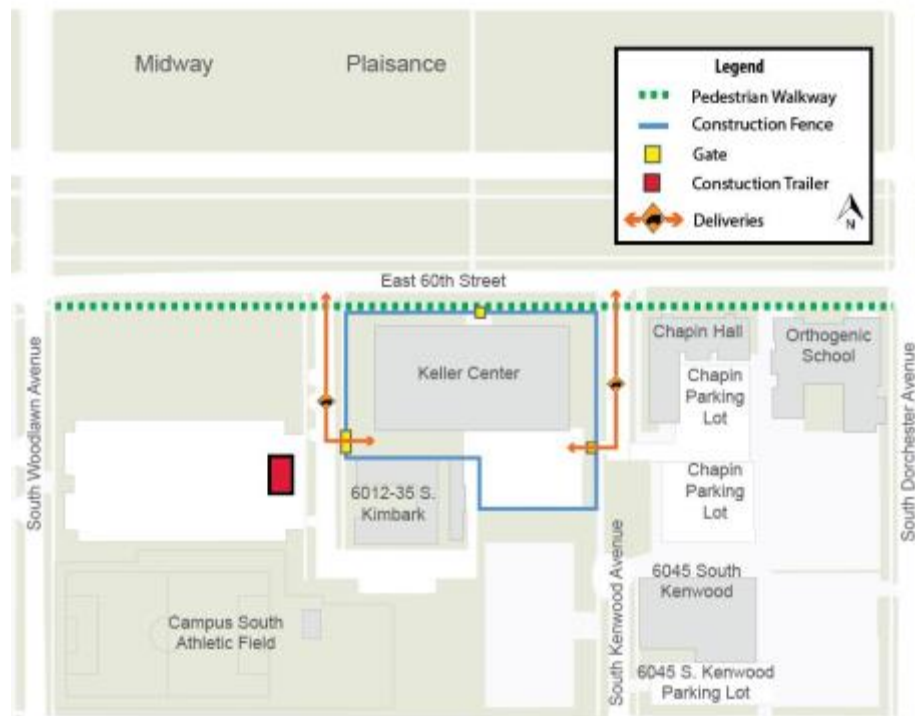 Midway Plaisance
Legend
Pedestrian Walkway
Construction Fence
Gate
Constuction Trailer
Deliveries
N
East 60th Street
South Woodlawn Avenue
Keller Center
Chapin Hall
Orthogenic
School
Chapin
Parking
Lot
South Dorchester Avenue
6012-35 S.
Kimbark
Chapin
Parking
Lot
South Kenwood Avenue
6045 South
Kenwood
Campus South
Athletic Field
6045 S. Kenwood
Parking Lot